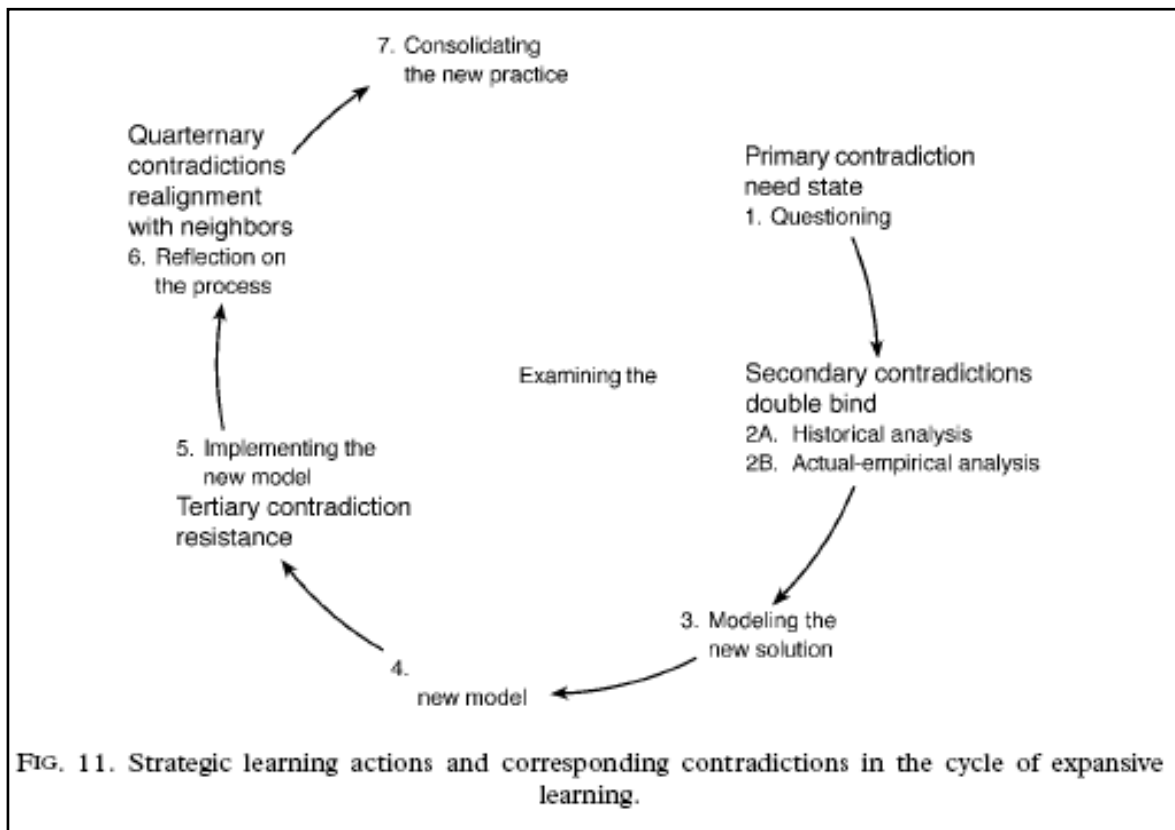 7. Consolidating
the new practice
Quarternary
contradictions
realignment
with neighbors
6. Reflection on
the process
Primary contradiction
need state
1. Questioning
Examining the
Secondary contradictions
double bind
2A. Historical analysis
2B. Actual-empirical analysis
5. Implementing the
new model
Tertiary contradiction
resistance
3. Modeling the
new solution
4.
new model
FIG. 11. Strategic learning actions and corresponding contradictions in the cycle of expansive
learning.